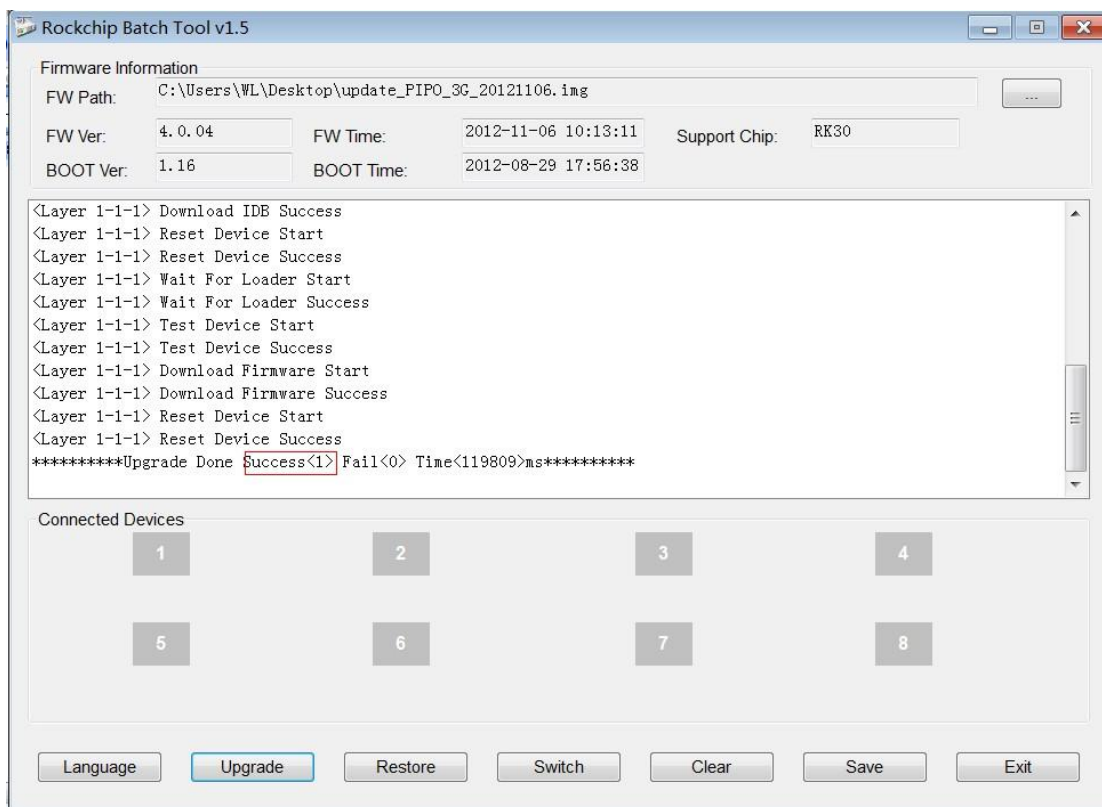 Rockchip Batch Tool v1.5
Firmware Information
FW Path: C:\Users\WL\Desktop\update_PIPO_3G_20121106.img ...
FW Ver: 4.0.04 FW Time: 2012-11-06 10:13:11 Support Chip: RK30
BOOT Ver: 1.16 BOOT Time: 2012-08-29 17:56:38
<Layer 1-1-1> Download IDB Success
<Layer 1-1-1> Reset Device Start
<Layer 1-1-1> Reset Device Success
<Layer 1-1-1> Wait For Loader Start
<Layer 1-1-1> Wait For Loader Success
<Layer 1-1-1> Test Device Start
<Layer 1-1-1> Test Device Success
<Layer 1-1-1> Download Firmware Start
<Layer 1-1-1> Download Firmware Success
<Layer 1-1-1> Reset Device Start
<Layer 1-1-1> Reset Device Success
**********Upgrade Done Success<1> Fail<0> Time<119809>ms**********
Connected Devices
1 2 3 4
5 6 7 8
Language Upgrade Restore Switch Clear Save Exit